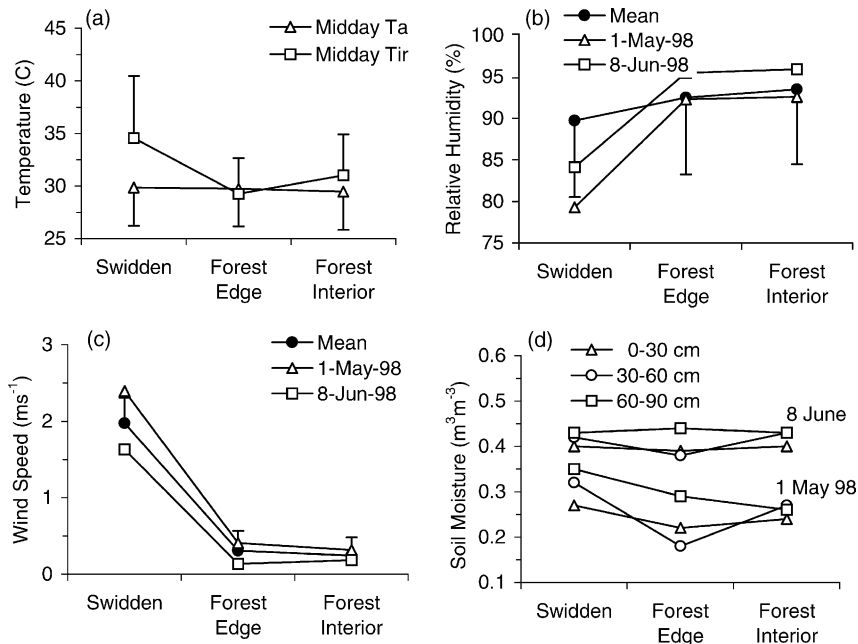 (a)
Midday Ta
Midday Tir
Temperature (C)
45
40
35
30
25
Swidden
Forest Edge
Forest Interior
(b)
Mean
1-May-98
8-Jun-98
Relative Humidity (%)
100
95
90
85
80
75
Swidden
Forest Edge
Forest Interior
(c)
Mean
1-May-98
8-Jun-98
Wind Speed (ms-1)
3
2
1
0
Swidden
Forest Edge
Forest Interior
(d)
0-30 cm
30-60 cm
60-90 cm
Soil Moisture (m3m-3)
0.6
0.5
0.4
0.3
0.2
0.1
8 June
1 May 98
Swidden
Forest Edge
Forest Interior